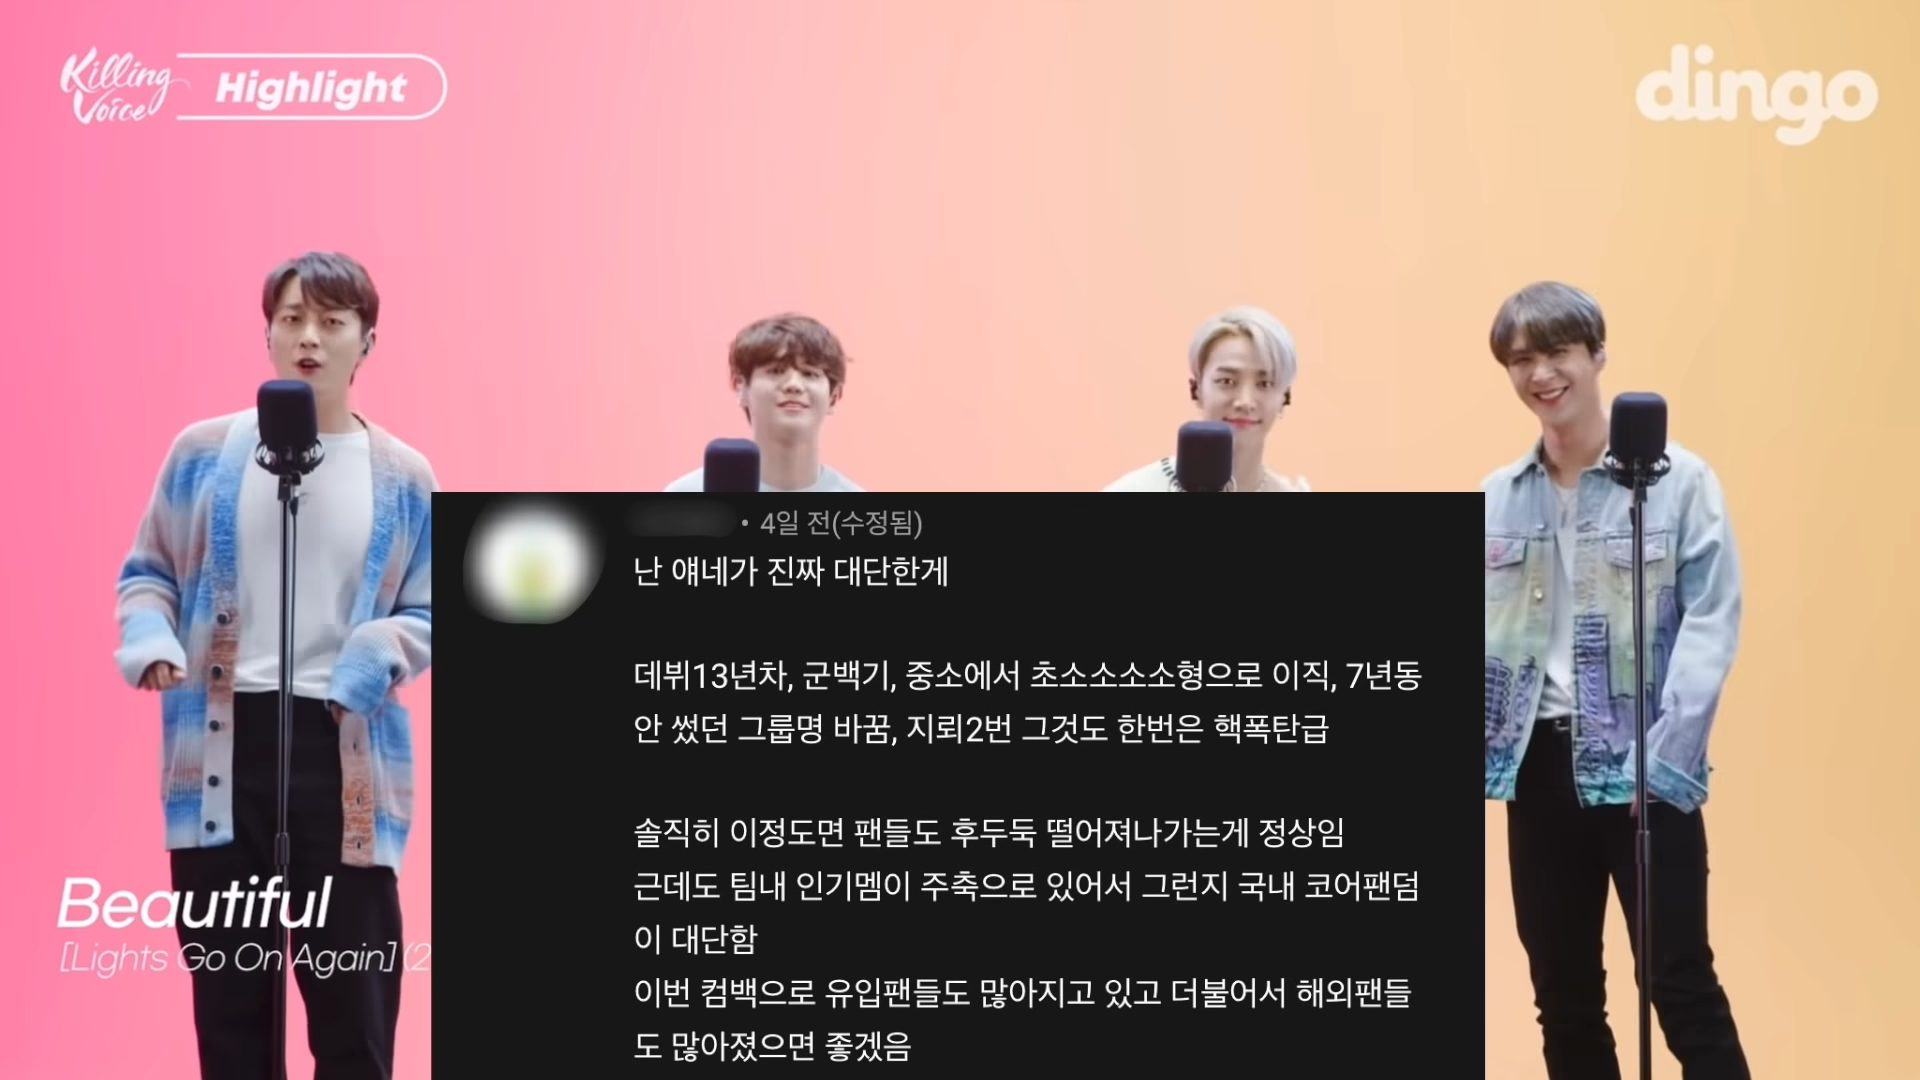 Killing
Voice
Highlight
dingo
• 4일 전(수정됨)
난 얘네가 진짜 대단한게
데뷔13년차, 군백기, 중소에서 초소소소소형으로 이직, 7년동
안 썼던 그룹명 바꿈, 지뢰2번 그것도 한번은 핵폭탄급
솔직히 이정도면 팬들도 후두둑 떨어져나가는게 정상임
근데도 팀내 인기멤이 주축으로 있어서 그런지 국내 코어팬덤
이 대단함
이번 컴백으로 유입팬들도 많아지고 있고 더불어서 해외팬들
도 많아졌으면 좋겠음
Beautiful
[Lights Go On Again] (2